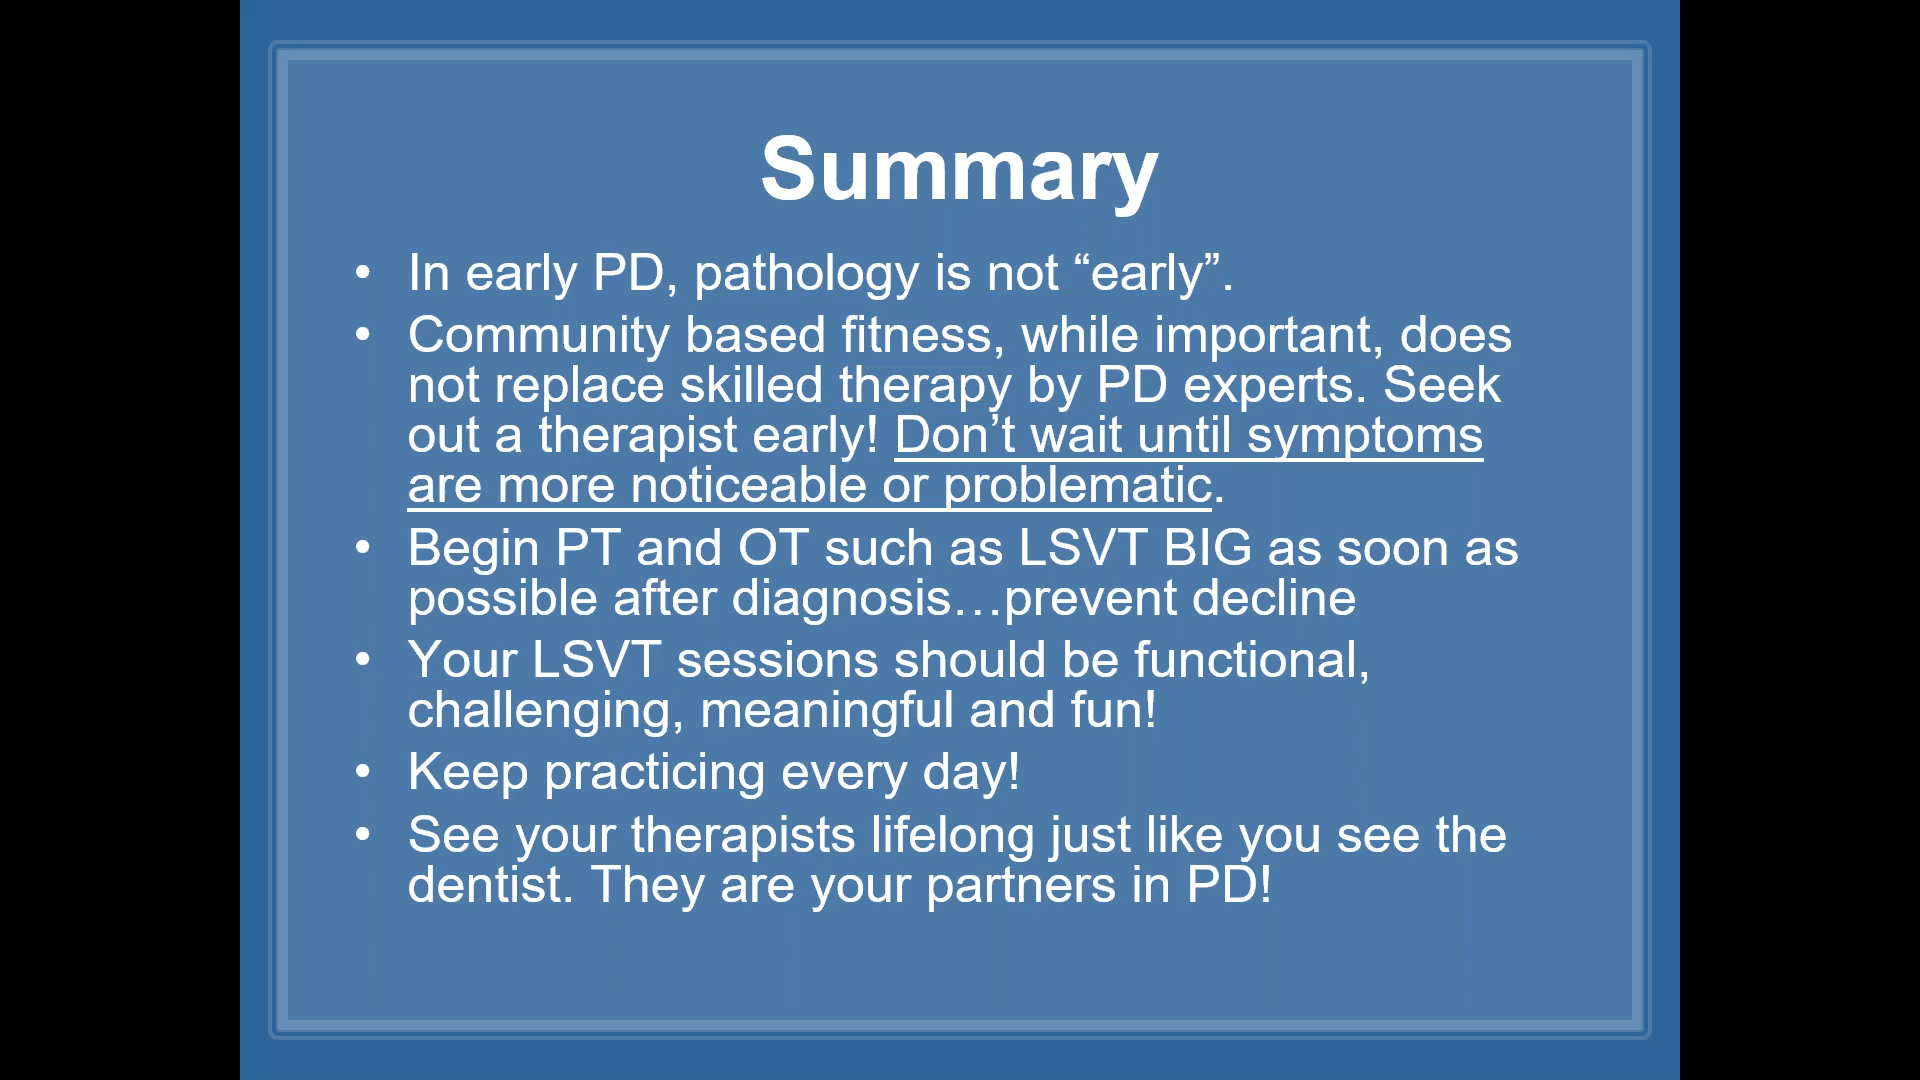 Summary
• In early PD, pathology is not “early”.
• Community based fitness, while important, does
not replace skilled therapy by PD experts. Seek
out a therapist early! Don’t wait until symptoms
are more noticeable or problematic.
• Begin PT and OT such as LSVT BIG as soon as
possible after diagnosis…prevent decline
• Your LSVT sessions should be functional,
challenging, meaningful and fun!
• Keep practicing every day!
• See your therapists lifelong just like you see the
dentist. They are your partners in PD!